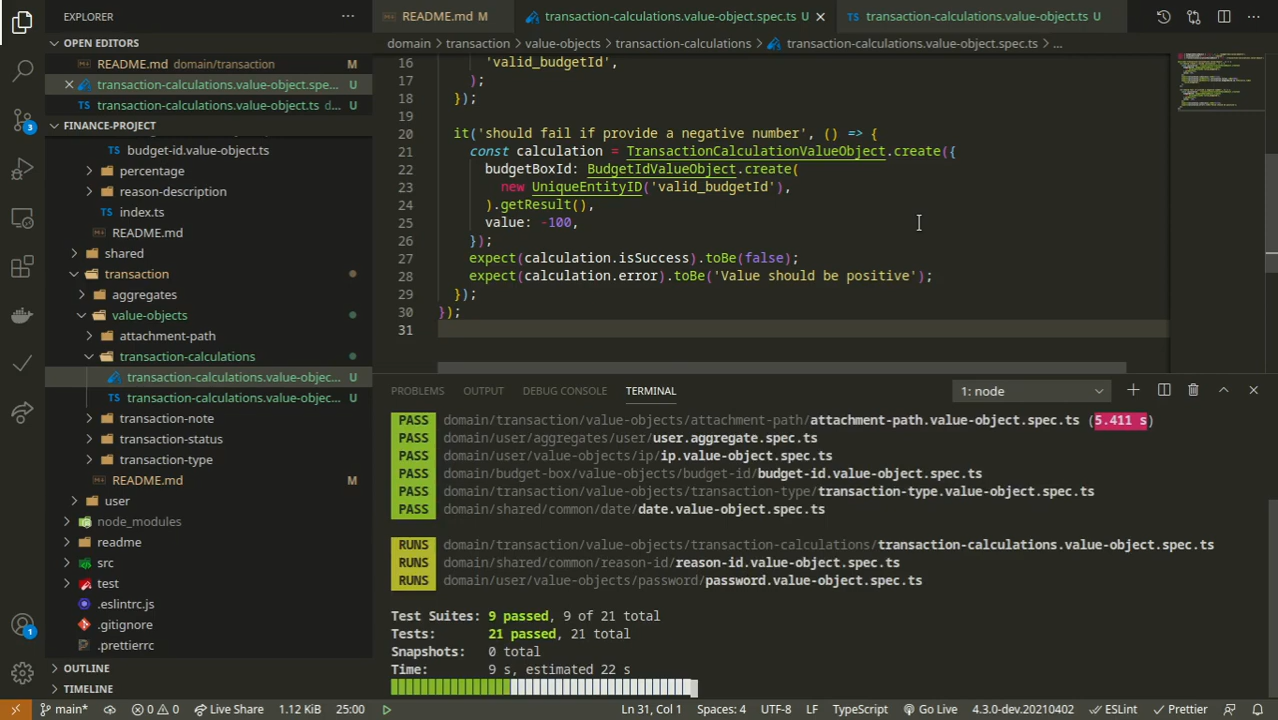 EXPLORER
OPEN EDITORS
README.md domain/transaction
transaction-calculations.value-object.spe... U
transaction-calculations.value-object.ts d... U
FINANCE-PROJECT
budget-id.value-object.ts
percentage
reason-description
index.ts
README.md
shared
transaction
aggregates
value-objects
attachment-path
transaction-calculations
transaction-calculations.value-objec... U
transaction-calculations.value-objec... U
transaction-note
transaction-status
transaction-type
README.md M
user
node_modules
readme
src
test
.eslintrc.js
.gitignore
.prettierrc
OUTLINE
TIMELINE
3
1
README.md M
transaction-calculations.value-object.spec.ts U
transaction-calculations.value-object.ts U
domain > transaction > value-objects > transaction-calculations > transaction-calculations.value-object.spec.ts > ...
16 'valid_budgetId',
17 );
18 });
19
20 it('should fail if provide a negative number', () => {
21 const calculation = TransactionCalculationValueObject.create({
22 budgetBoxId: BudgetIdValueObject.create(
23 new UniqueEntityID('valid_budgetId'),
24 ).getResult(),
25 value: -100,
26 });
27 expect(calculation.isSuccess).toBe(false);
28 expect(calculation.error).toBe('Value should be positive');
29 });
30 });
31
PROBLEMS OUTPUT DEBUG CONSOLE TERMINAL 1: node
PASS domain/transaction/value-objects/attachment-path/attachment-path.value-object.spec.ts (5.411 s)
PASS domain/user/aggregates/user/user.aggregate.spec.ts
PASS domain/user/value-objects/ip/ip.value-object.spec.ts
PASS domain/budget-box/value-objects/budget-id/budget-id.value-object.spec.ts
PASS domain/transaction/value-objects/transaction-type/transaction-type.value-object.spec.ts
PASS domain/shared/common/date/date.value-object.spec.ts
RUNS domain/transaction/value-objects/transaction-calculations/transaction-calculations.value-object.spec.ts
RUNS domain/shared/common/reason-id/reason-id.value-object.spec.ts
RUNS domain/user/value-objects/password/password.value-object.spec.ts
Test Suites: 9 passed, 9 of 21 total
Tests: 21 passed, 21 total
Snapshots: 0 total
Time: 9 s, estimated 22 s
main* 0 0 Live Share 1.12 KiB 25:00 Ln 31, Col 1 Spaces: 4 UTF-8 LF TypeScript Go Live 4.3.0-dev.20210402 ESLint Prettier